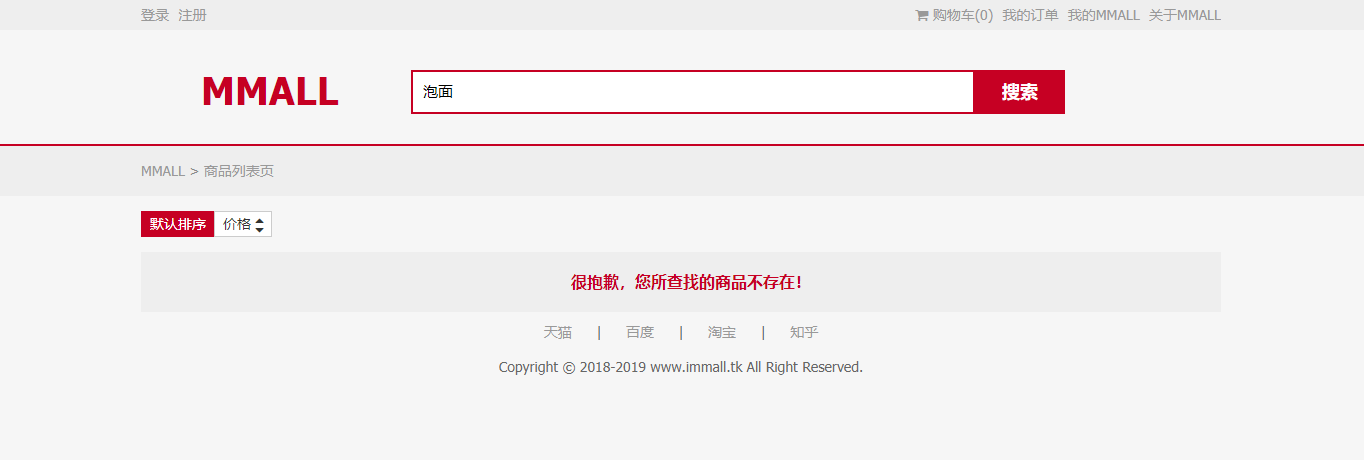 登录 注册 购物车(0) 我的订单 我的MMALL 关于MMALL
MMALL 泡面 搜索
MMALL > 商品列表页
默认排序 价格
很抱歉，您所查找的商品不存在！
天猫 | 百度 | 淘宝 | 知乎
Copyright © 2018-2019 www.immall.tk All Right Reserved.